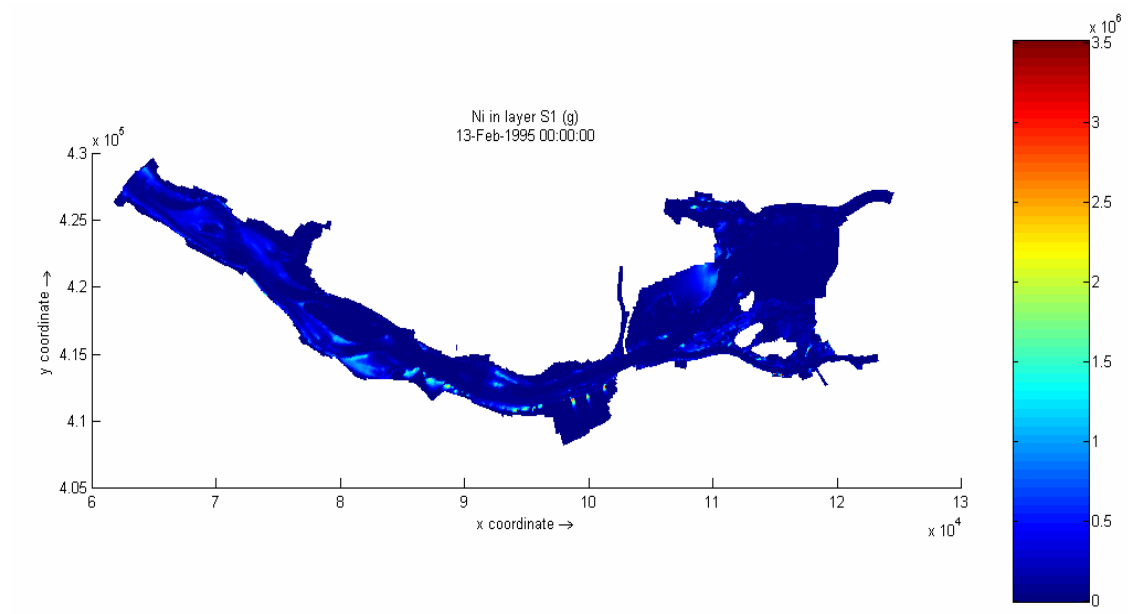 x 10^6
3.5
3
2.5
2
1.5
1
0.5
0
Ni in layer S1 (g)
13-Feb-1995 00:00:00
x 10^5
4.3
4.25
4.2
4.15
4.1
4.05
y coordinate →
6 7 8 9 10 11 12 13
x coordinate →
x 10^4